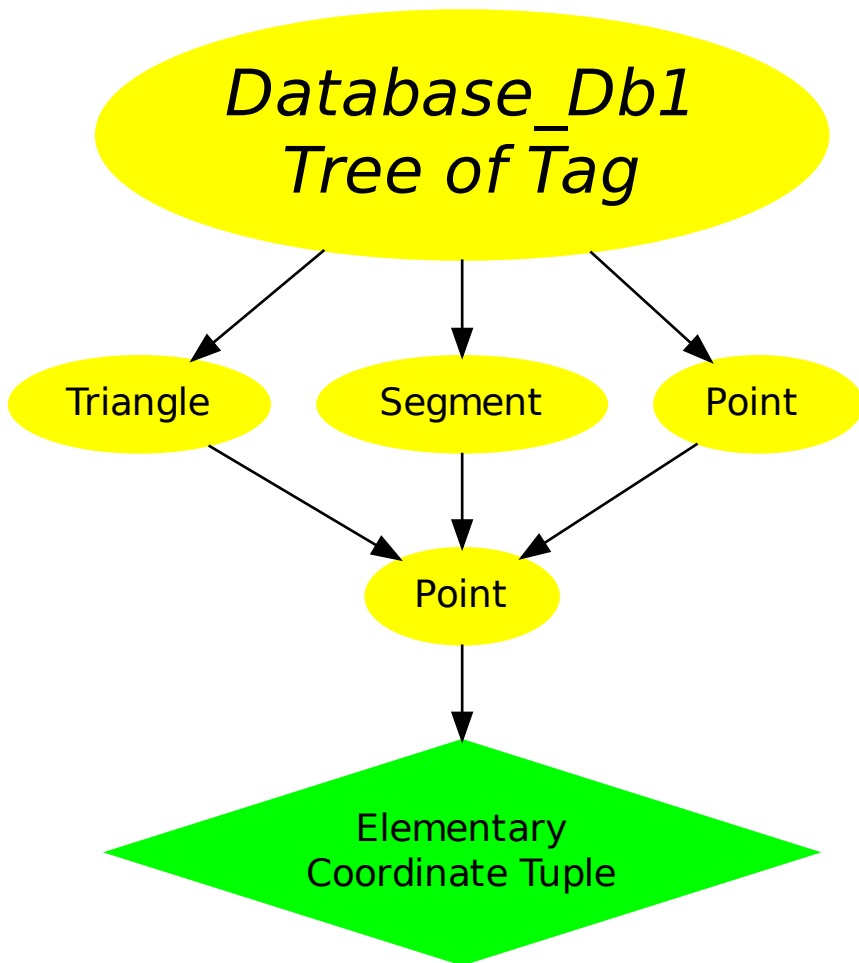 Database_Db1
Tree of Tag
Triangle
Segment
Point
Point
Elementary
Coordinate Tuple